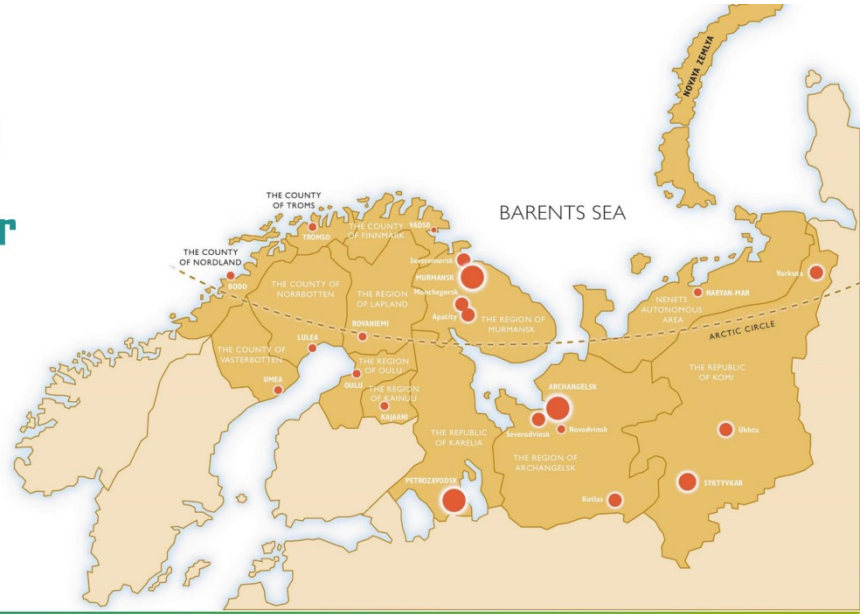 r
NOVAYA ZEMLYA
BARENTS SEA
THE COUNTY
OF TROMS
THE COUNTY
OF NORDLAND
TROMSO
THE COUNTY
OF FINNMARK
VADSO
Severomorsk
MURMANSK
Monchegorsk
Apatity
THE REGION OF
MURMANSK
BODO
THE COUNTY OF
NORRBOTTEN
THE REGION
OF LAPLAND
ROVANIEMI
LULEA
THE COUNTY OF
VASTERBOTTEN
UMEA
THE REGION
OF OULU
OULU
THE REGION
OF KAINUU
KAJAANI
Vorkuta
NARYAN-MAR
NENETS
AUTONOMOUS
AREA
ARCTIC CIRCLE
THE REPUBLIC
OF KOMI
ARCHANGELSK
Severodvinsk
Novodvinsk
THE REPUBLIC
OF KARELIA
THE REGION OF
ARCHANGELSK
Ukhta
PETROZAVODSK
SYKTYVKAR
Kotlas